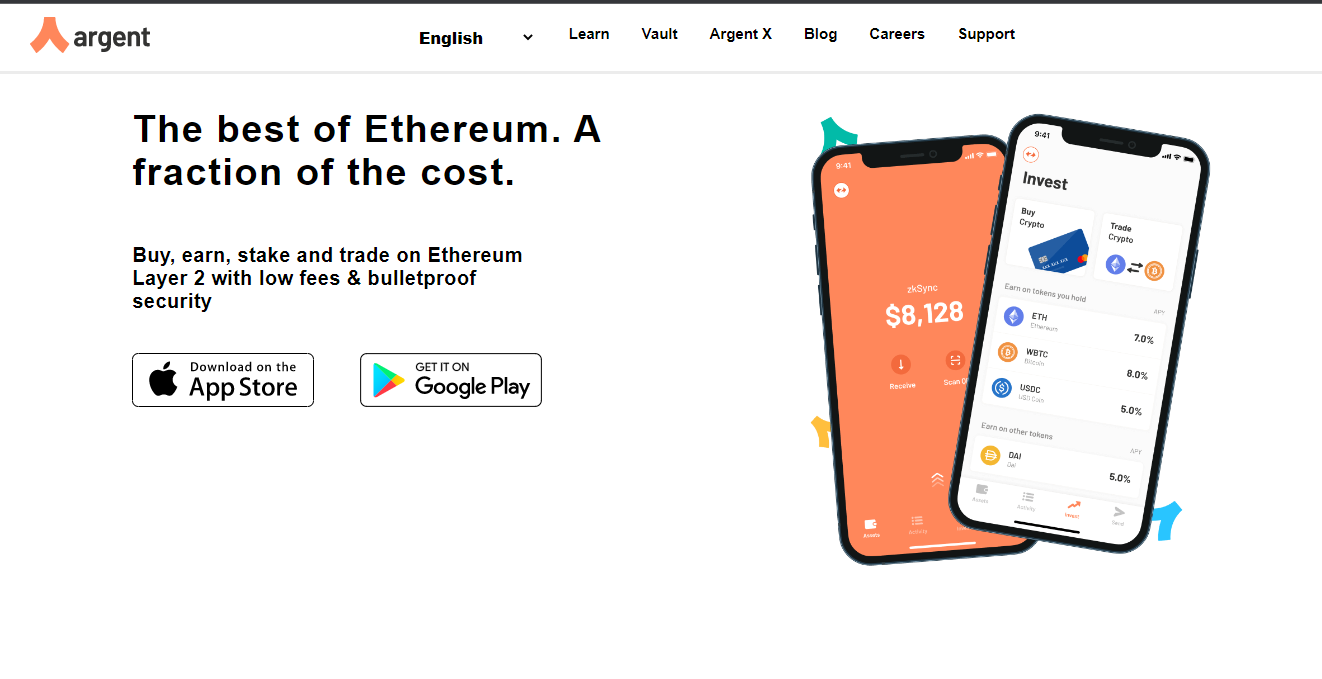 argent
English
Learn
Vault
Argent X
Blog
Careers
Support
The best of Ethereum. A
fraction of the cost.
Buy, earn, stake and trade on Ethereum
Layer 2 with low fees & bulletproof
security
Download on the
App Store
GET IT ON
Google Play
9:41
zkSync
$8,128
Receive
Scan
Assets
Activity
9:41
Invest
Buy
Crypto
Trade
Crypto
Earn on tokens you hold
APY
ETH
Ethereum
7.0%
WBTC
Bitcoin
8.0%
USDC
USD Coin
5.0%
Earn on other tokens
APY
DAI
Dai
5.0%
Assets
Activity
Invest
Send